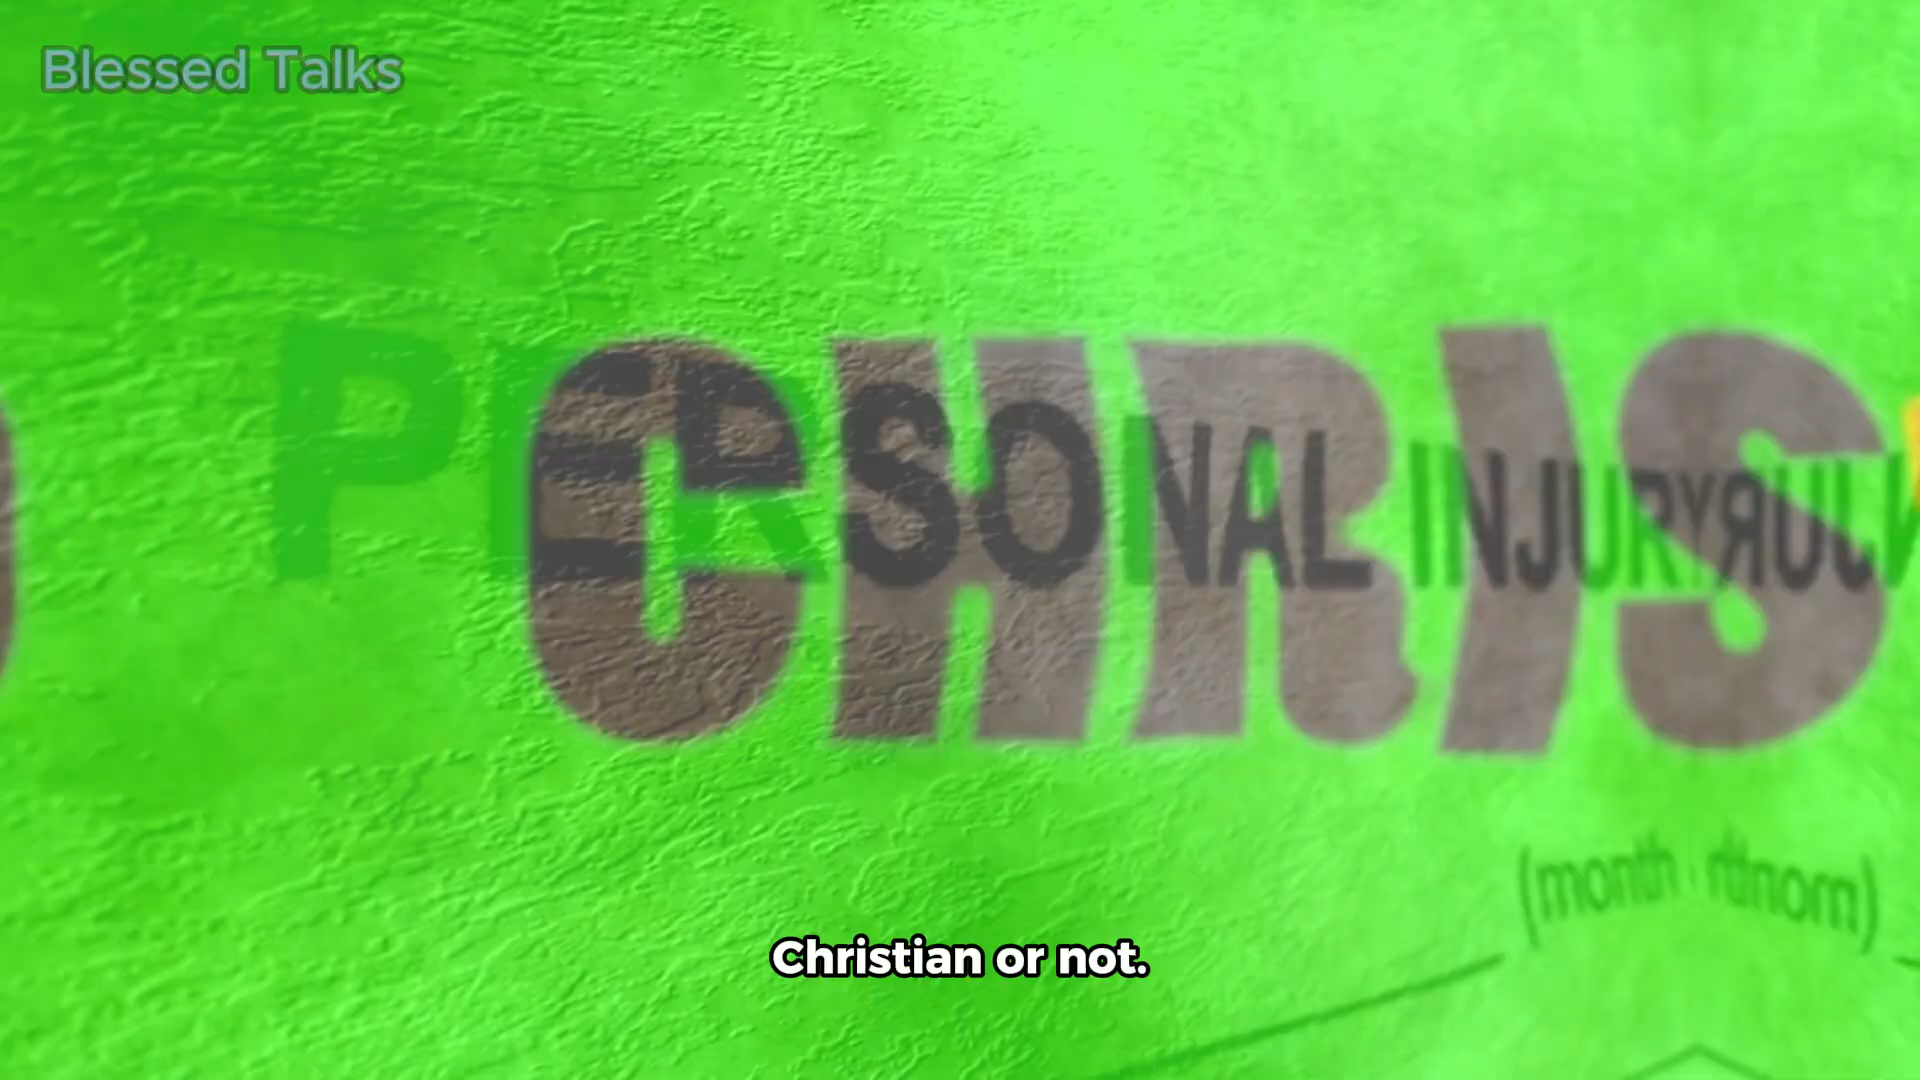 Blessed Talks
CHRIS
PERSONAL INJURY
(month
Christian or not.